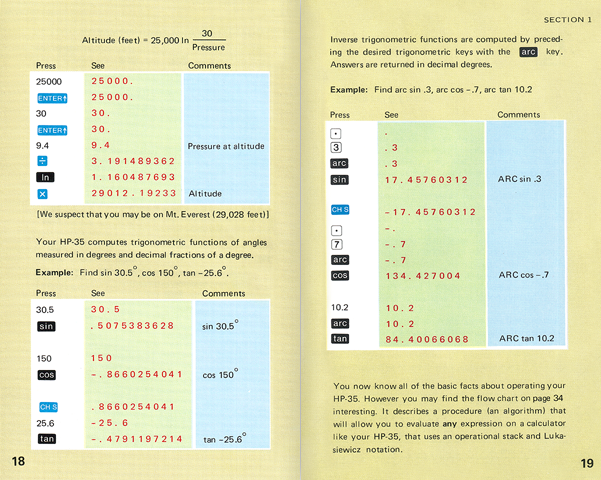 Altitude (feet) = 25,000 ln 30
Pressure
Press See Comments
25000 25000.
ENTER↑ 25000.
30 30.
ENTER↑ 30.
9.4 9.4 Pressure at altitude
÷ 3.191489362
ln 1.160487693
× 29012.19233 Altitude
[We suspect that you may be on Mt. Everest (29,028 feet)]
Your HP-35 computes trigonometric functions of angles
measured in degrees and decimal fractions of a degree.
Example: Find sin 30.5°, cos 150°, tan −25.6°.
Press See Comments
30.5 30.5
sin .5075383628 sin 30.5°
150 150
cos -.8660254041 cos 150°
CH S .8660254041
25.6 -25.6
tan -.4791197214 tan −25.6°
18
SECTION 1
Inverse trigonometric functions are computed by preced-
ing the desired trigonometric keys with the arc key.
Answers are returned in decimal degrees.
Example: Find arc sin .3, arc cos −.7, arc tan 10.2
Press See Comments
. .
3 .3
arc .3
sin 17.45760312 ARC sin .3
CH S -17.45760312
. -.
7 -.7
arc -.7
cos 134.427004 ARC cos −.7
10.2 10.2
arc 10.2
tan 84.40066068 ARC tan 10.2
You now know all of the basic facts about operating your
HP-35. However you may find the flow chart on page 34
interesting. It describes a procedure (an algorithm) that
will allow you to evaluate any expression on a calculator
like your HP-35, that uses an operational stack and Luka-
siewicz notation.
19